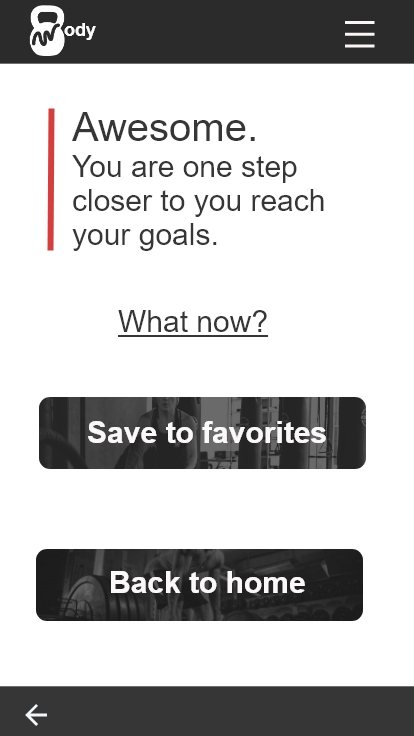 ody
Awesome.
You are one step
closer to you reach
your goals.
What now?
Save to favorites
Back to home